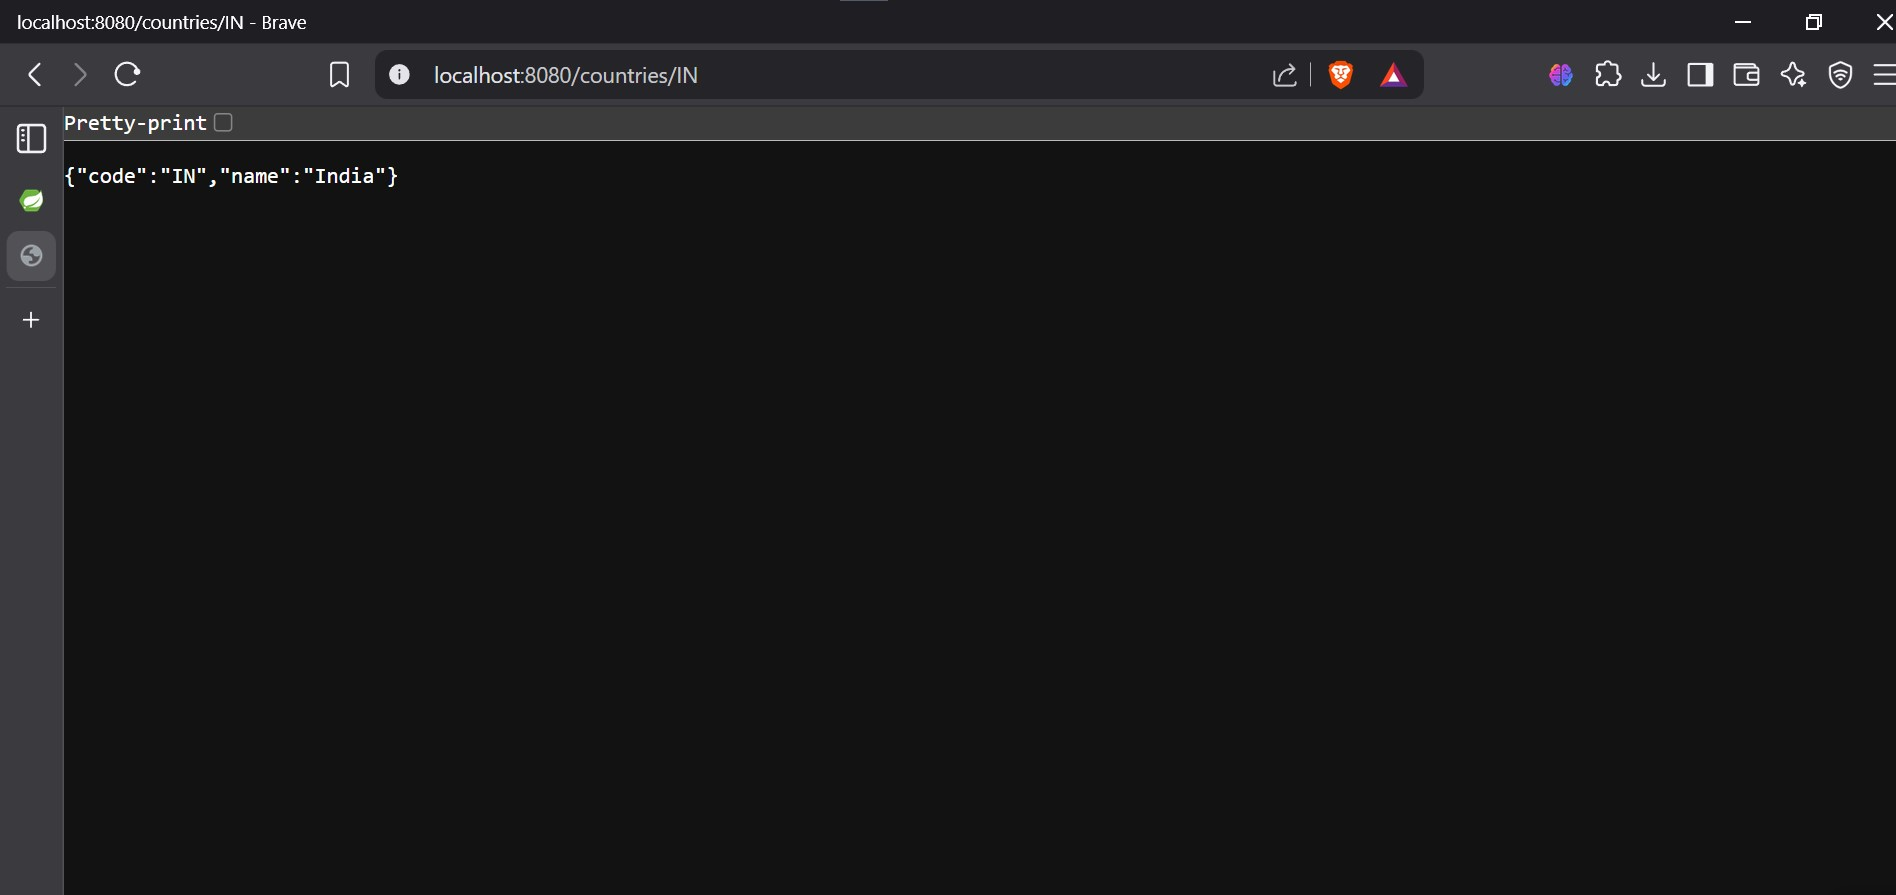 localhost:8080/countries/IN - Brave
localhost:8080/countries/IN
Pretty-print
{"code":"IN","name":"India"}